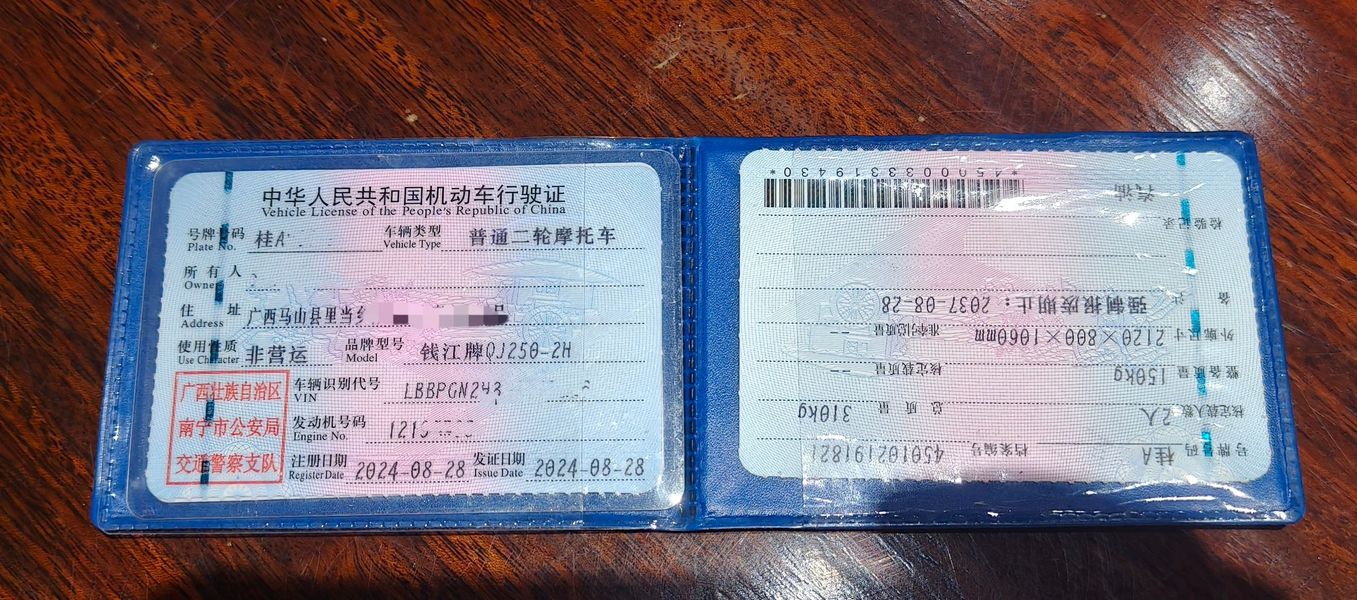 中华人民共和国机动车行驶证
Vehicle License of the People's Republic of China
号牌号码 桂A 车辆类型 普通二轮摩托车
Plate No. Vehicle Type
所有人
Owner
住址 广西马山县里当 号
Address
使用性质 非营运 品牌型号 钱江牌QJ250-2H
Use Character Model
广西壮族自治区
南宁市公安局
交通警察支队
车辆识别代号 LBBPGN243
VIN
发动机号码 121
Engine No.
注册日期 2024-08-28 发证日期 2024-08-28
Register Date Issue Date
号牌号码 桂A 档案编号 450102191821
核定载人数 2人 总质量 310kg
整备质量 150kg 核定载质量 --
外廓尺寸 2120×800×1060mm 准牵引总质量 --
备注 强制报废期止：2037-08-28
检验记录
汽油
*4500033319430*